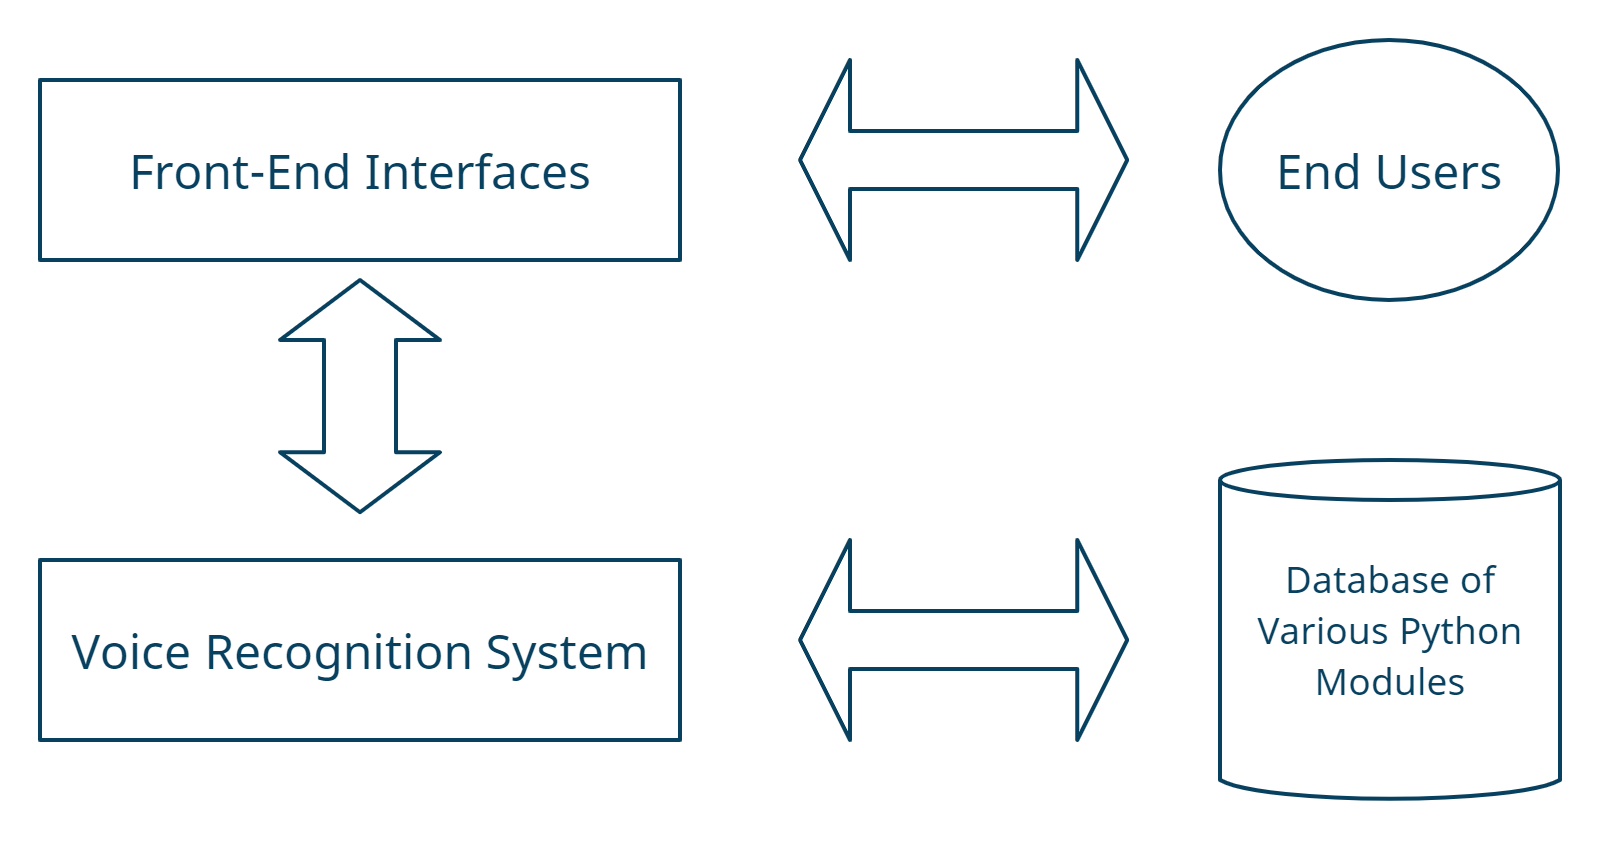 Front-End Interfaces
End Users
Voice Recognition System
Database of
Various Python
Modules